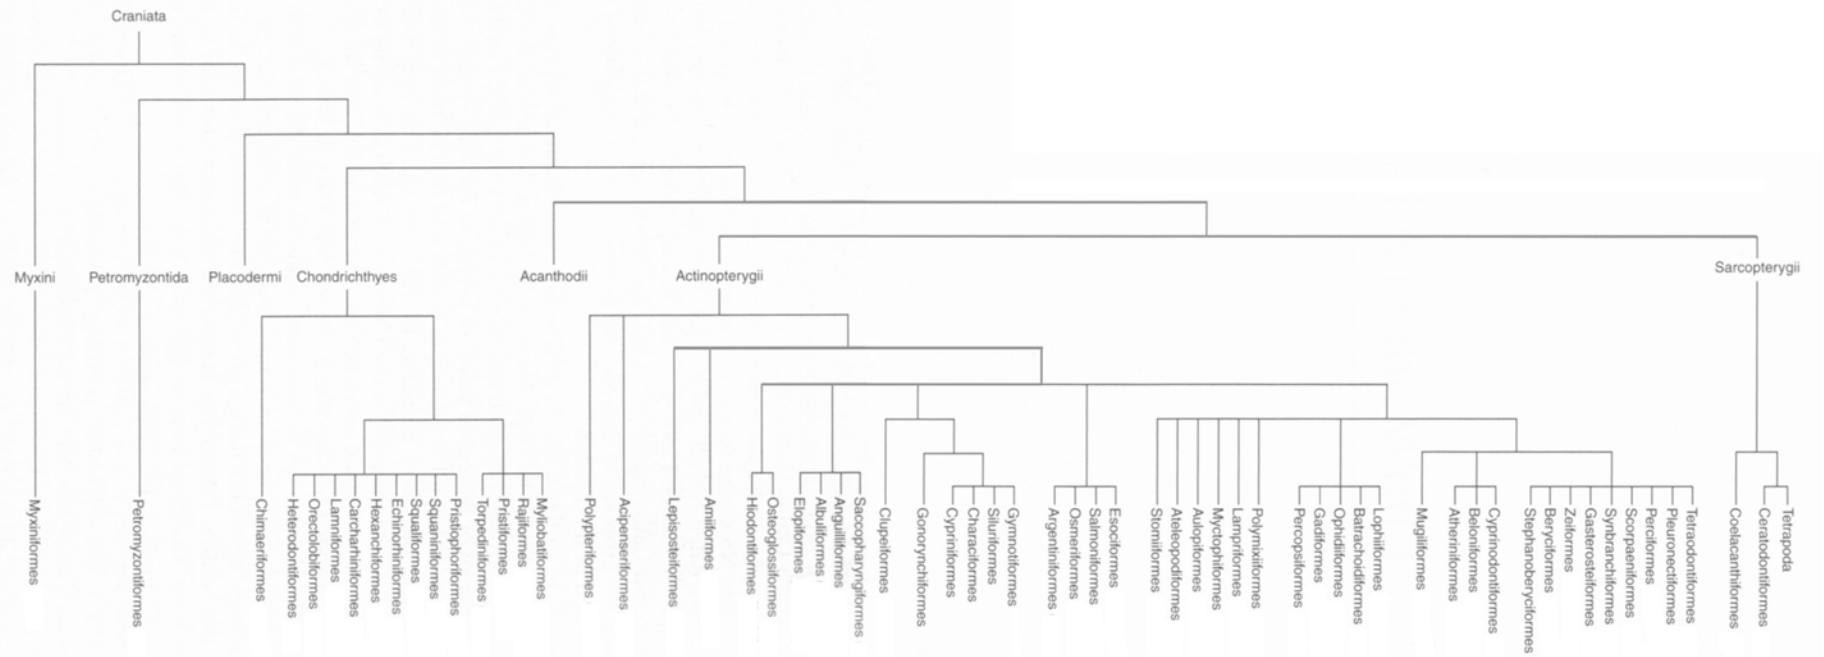 Craniata
Myxini
Petromyzontida
Placodermi
Chondrichthyes
Acanthodii
Actinopterygii
Sarcopterygii
Myxiniformes
Petromyzontiformes
Chimaeriformes
Heterodontiformes
Orectolobiformes
Lamniformes
Carcharhiniformes
Hexanchiformes
Echinorhiniformes
Squaliformes
Squaniniformes
Pristiophoriformes
Torpediniformes
Pristiformes
Rajiformes
Myliobatiformes
Polypteriformes
Acipenseriformes
Lepisosteiformes
Amiiformes
Hiodontiformes
Osteoglossiformes
Elopiformes
Albuliformes
Anguilliformes
Saccopharyngiformes
Clupeiformes
Gonorynchiformes
Cypriniformes
Characiformes
Siluriformes
Gymnotiformes
Argentiniformes
Osmeriformes
Salmoniformes
Esociformes
Stomiiformes
Ateleopodiformes
Aulopiformes
Myctophiformes
Lampriformes
Polymixiiformes
Percopsiformes
Gadiformes
Ophidiiformes
Batrachoidiformes
Lophiiformes
Mugiliformes
Atheriniformes
Beloniformes
Cyprinodontiformes
Stephanoberyciformes
Beryciformes
Zeiformes
Gasterosteiformes
Synbranchiformes
Scorpaeniformes
Perciformes
Pleuronectiformes
Tetraodontiformes
Coelacanthiformes
Ceratodontiformes
Tetrapoda